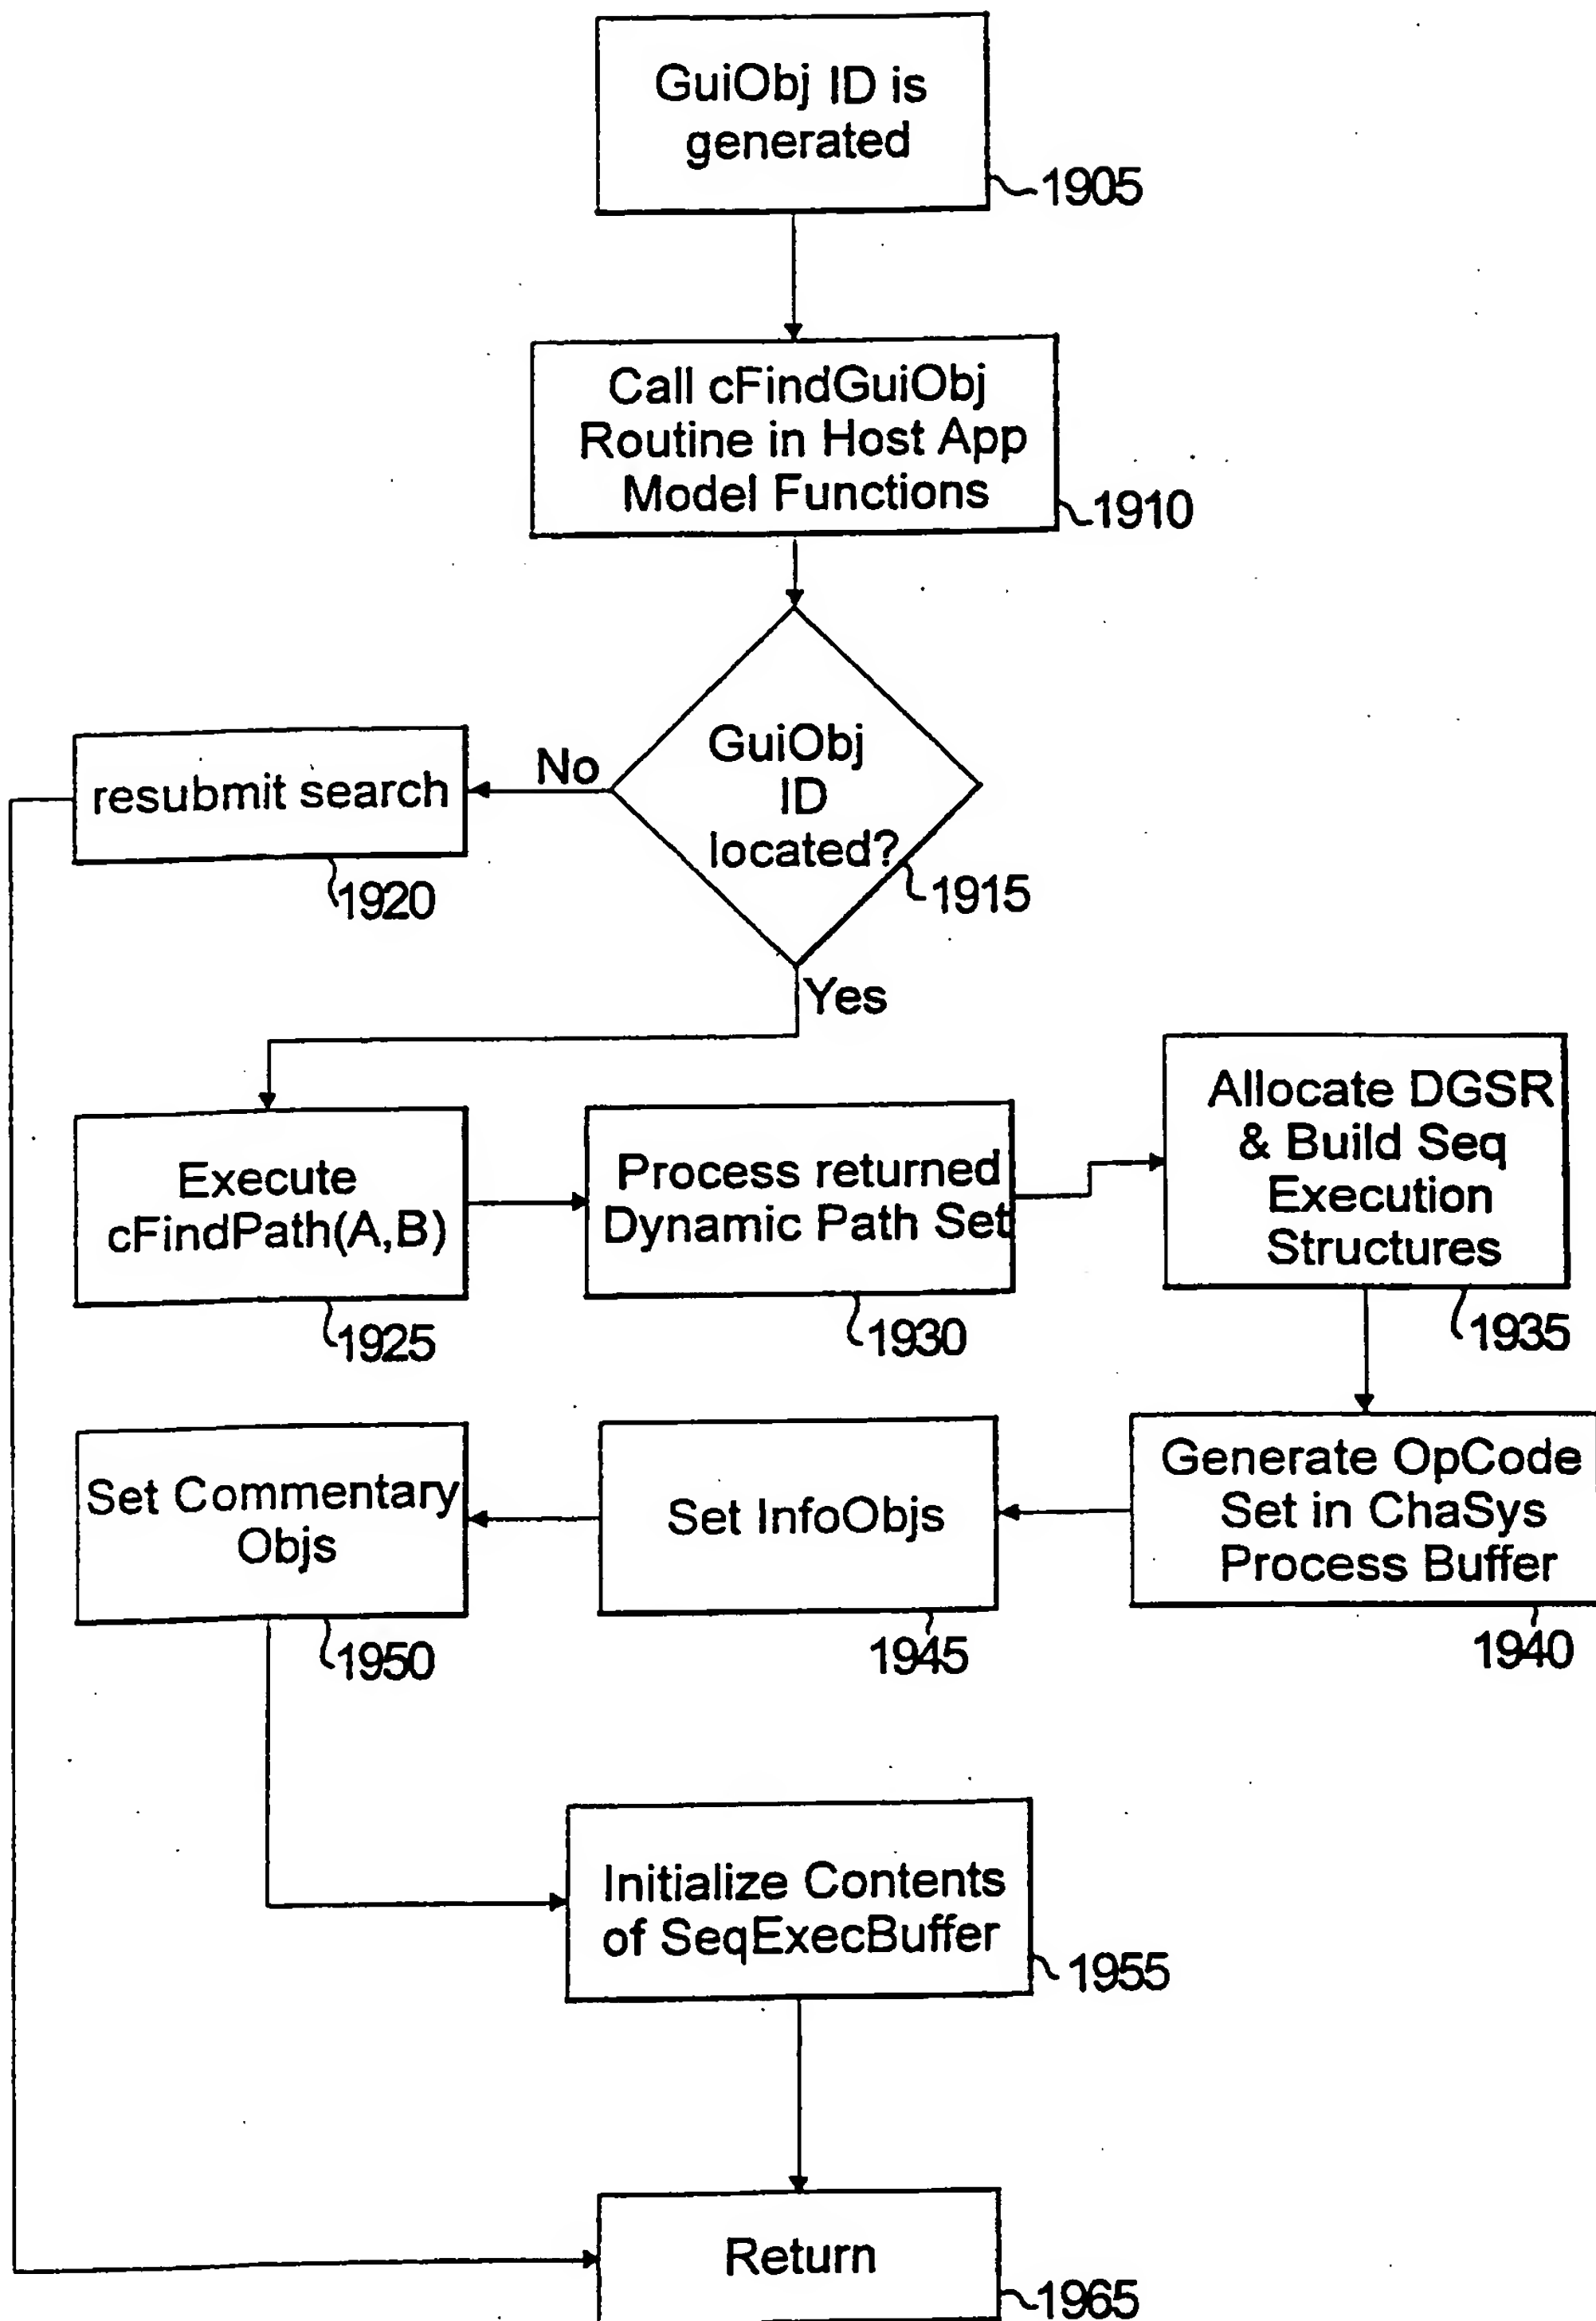 GuiObj ID is
generated
1905
Call cFindGuiObj
Routine in Host App
Model Functions
1910
GuiObj
ID
located?
1915
No
resubmit search
1920
Yes
Execute
cFindPath(A,B)
1925
Process returned
Dynamic Path Set
1930
Allocate DGSR
& Build Seq
Execution
Structures
1935
Generate OpCode
Set in ChaSys
Process Buffer
1940
Set InfoObjs
1945
Set Commentary
Objs
1950
Initialize Contents
of SeqExecBuffer
1955
Return
1965